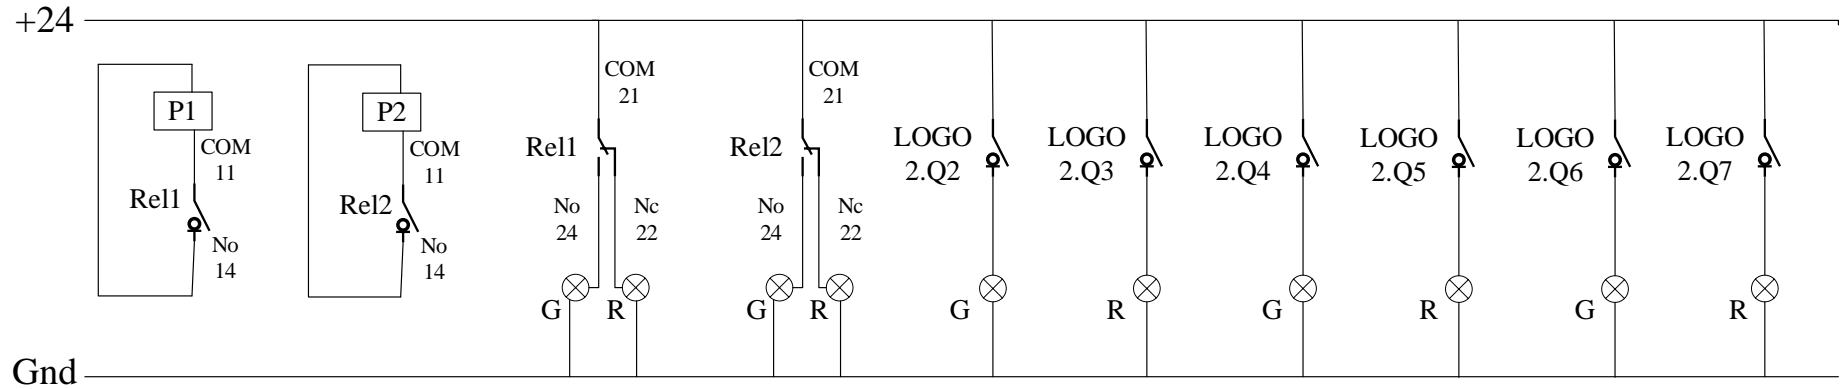 +24
P1
COM
11
Rel1
No
14
P2
COM
11
Rel2
No
14
COM
21
Rel1
No
24
Nc
22
G
R
COM
21
Rel2
No
24
Nc
22
G
R
LOGO
2.Q2
G
LOGO
2.Q3
R
LOGO
2.Q4
G
LOGO
2.Q5
R
LOGO
2.Q6
G
LOGO
2.Q7
R
Gnd